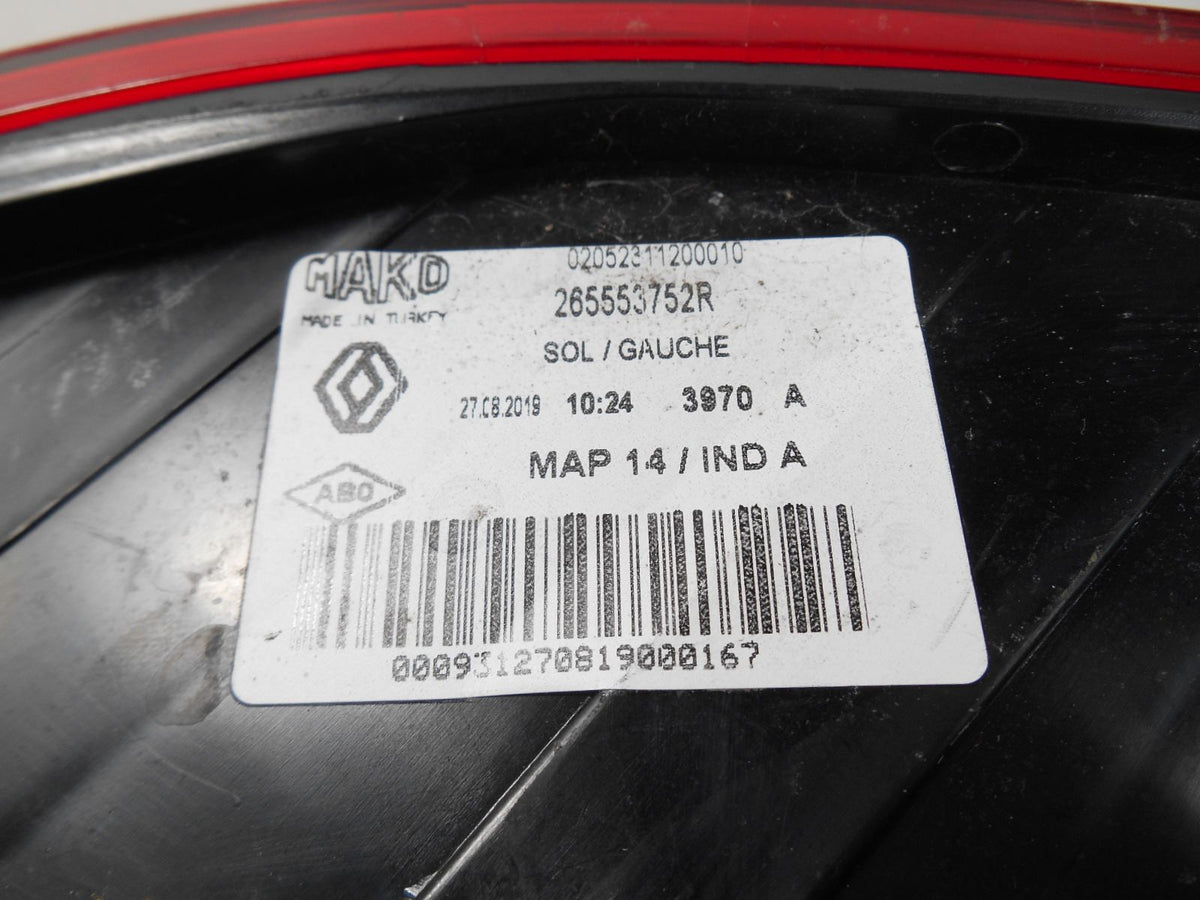 MAKO
MADE IN TURKEY
02052311200010
265553752R
SOL / GAUCHE
27.08.2019 10:24 3970 A
MAP 14 / IND A
ABO
000931270819000167